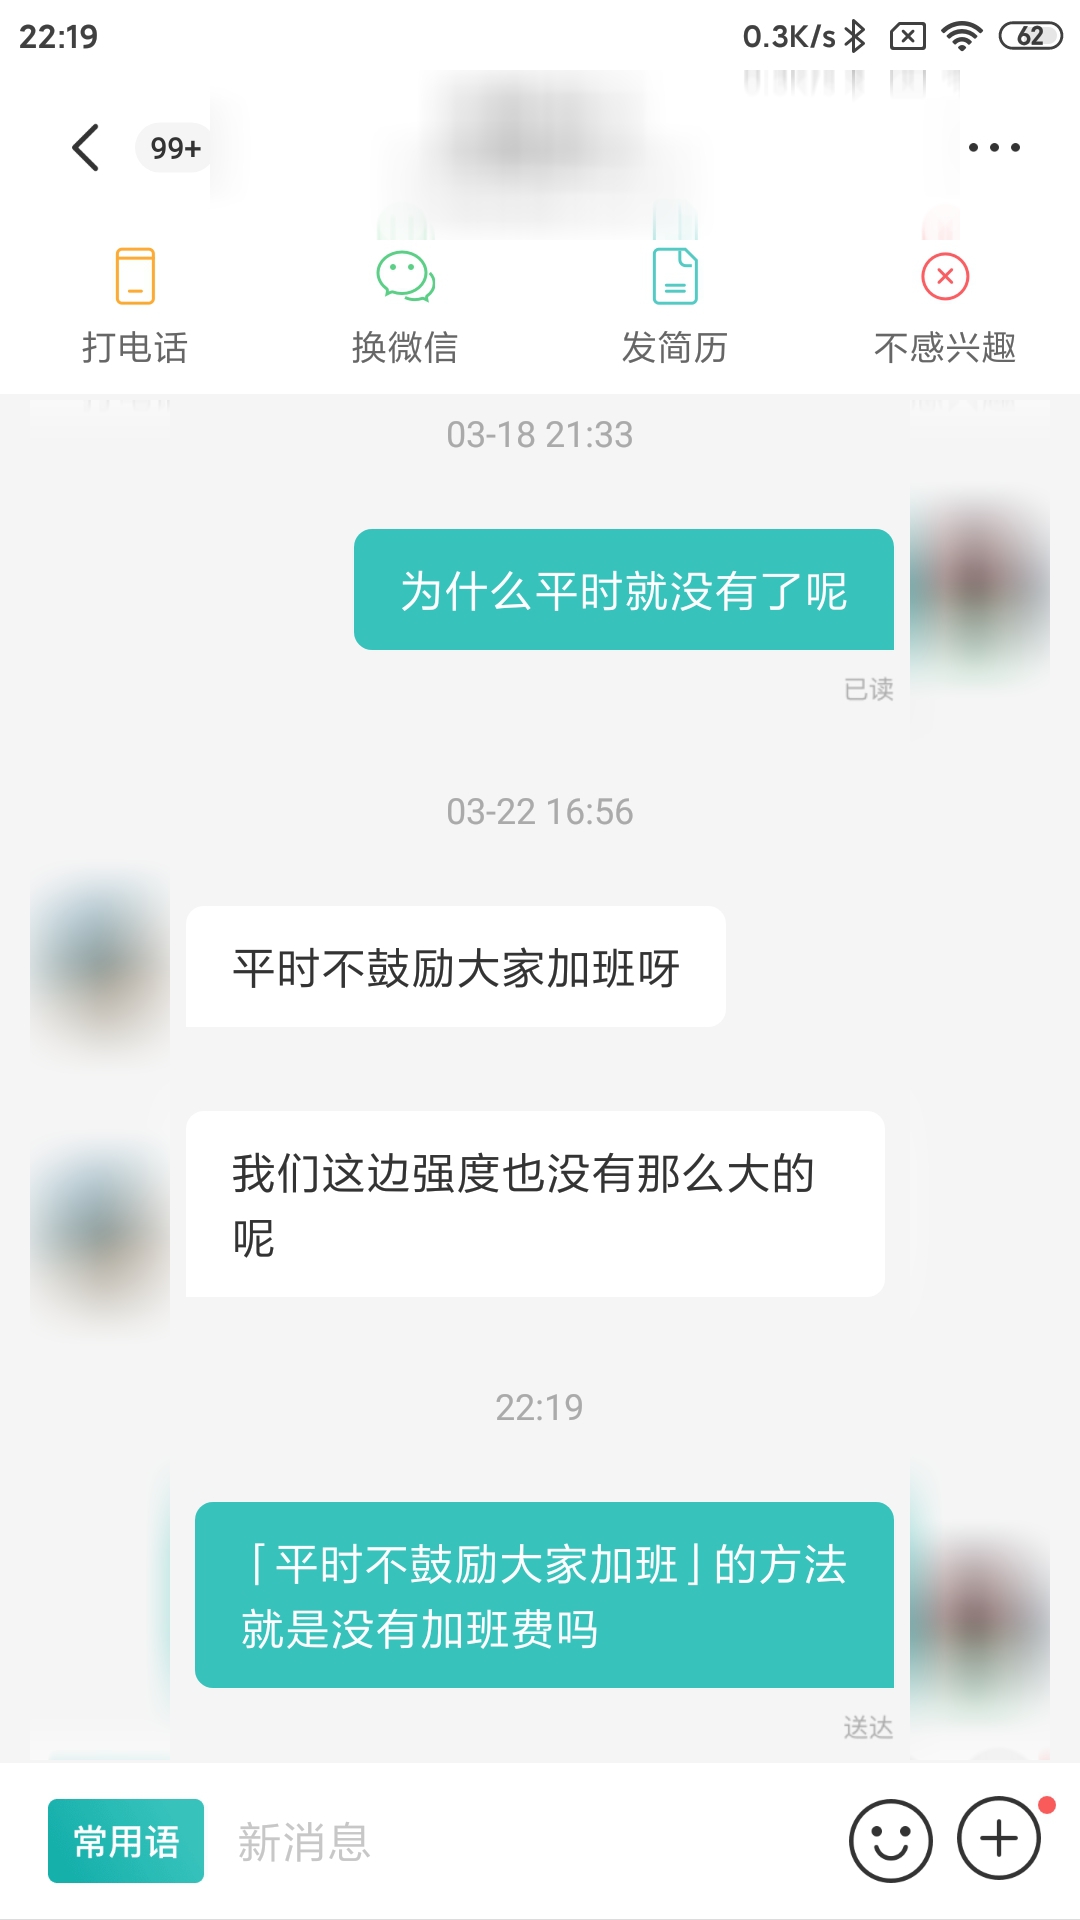 22:19
0.3K/s
62
99+
打电话
换微信
发简历
不感兴趣
03-18 21:33
为什么平时就没有了呢
已读
03-22 16:56
平时不鼓励大家加班呀
我们这边强度也没有那么大的
呢
22:19
「平时不鼓励大家加班」的方法
就是没有加班费吗
送达
常用语
新消息